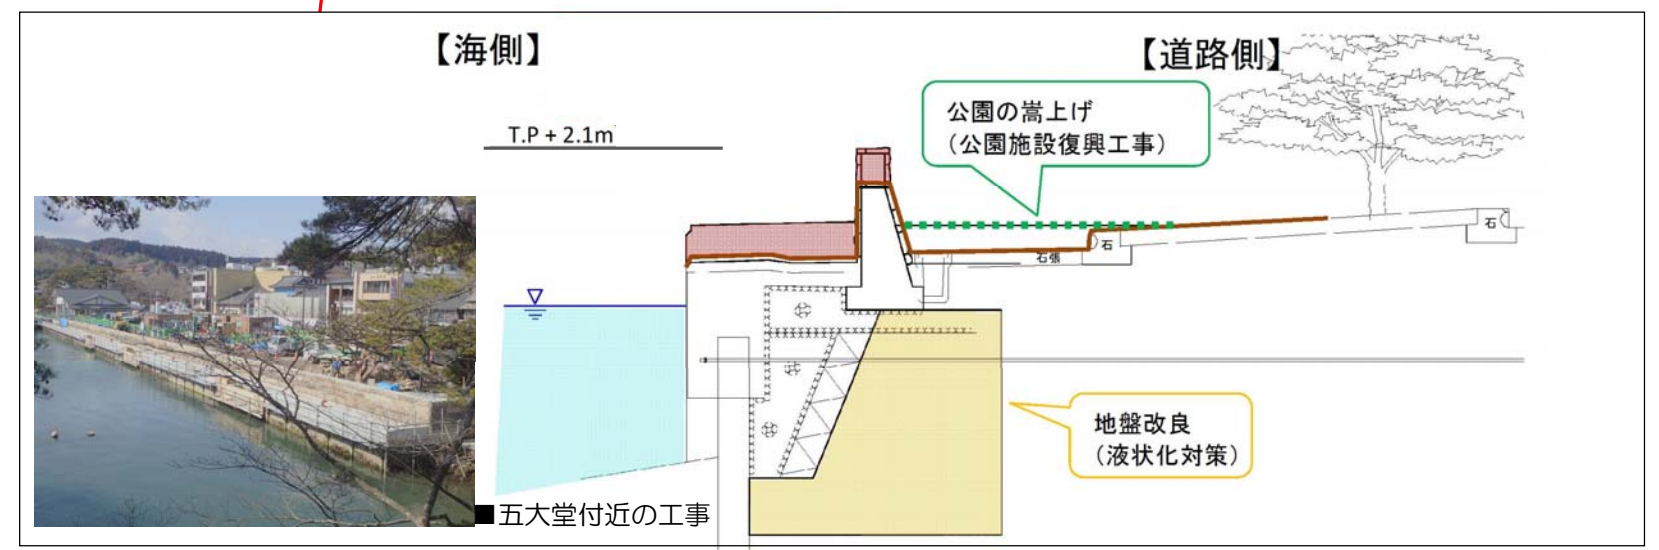 【海側】
【道路側】
公園の嵩上げ
（公園施設復興工事）
T.P + 2.1m
石
石
石張
地盤改良
（液状化対策）
■五大堂付近の工事